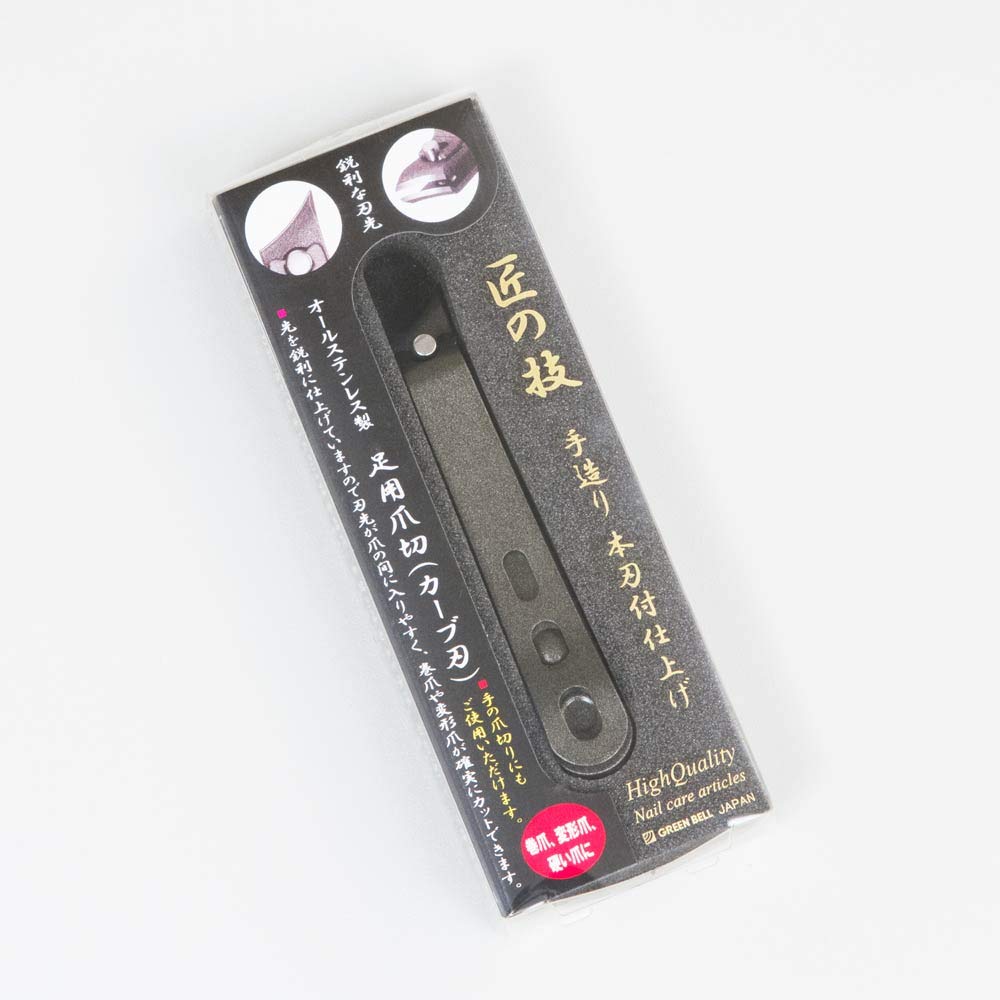 匠の技
手造り 本刃付仕上げ
鋭利な刃先
オールステンレス製
足用爪切(カーブ刃)
先を鋭利に仕上げていますので刃先が爪の間に入りやすく、巻爪や変形爪が確実にカットできます。
手の爪切りにも
ご使用いただけます。
巻爪、変形爪、
硬い爪に
HighQuality
Nail care articles
GREEN BELL JAPAN